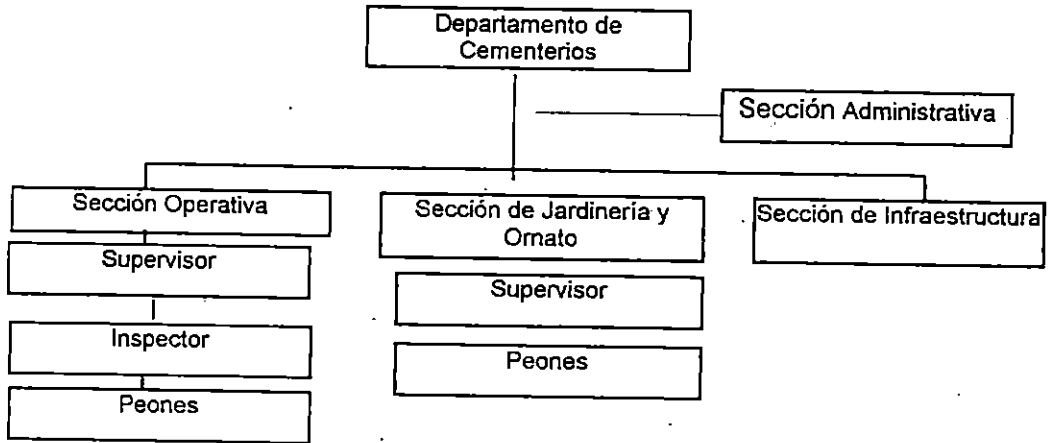 Departamento de
Cementerios
Sección Administrativa
Sección Operativa
Supervisor
Inspector
Peones
Sección de Jardinería y
Ornato
Supervisor
Peones
Sección de Infraestructura